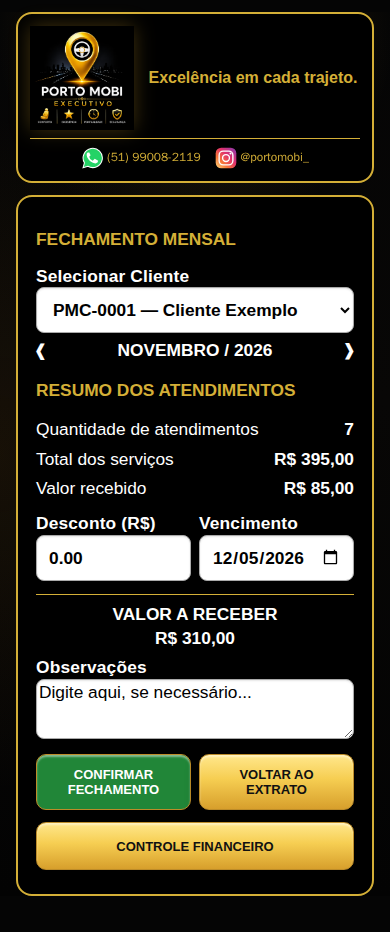 PORTO MOBI
EXECUTIVO
Excelência em cada trajeto.
(51) 99008-2119
@portomobi_
FECHAMENTO MENSAL
Selecionar Cliente
PMC-0001 — Cliente Exemplo
❰ NOVEMBRO / 2026 ❱
RESUMO DOS ATENDIMENTOS
Quantidade de atendimentos 7
Total dos serviços R$ 395,00
Valor recebido R$ 85,00
Desconto (R$) Vencimento
0.00 12/05/2026
VALOR A RECEBER
R$ 310,00
Observações
Digite aqui, se necessário...
CONFIRMAR
FECHAMENTO
VOLTAR AO
EXTRATO
CONTROLE FINANCEIRO